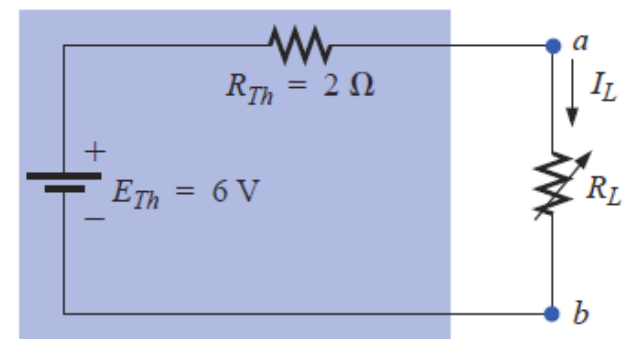 a
R_Th = 2 Ω
I_L
+
E_Th = 6 V
−
R_L
b